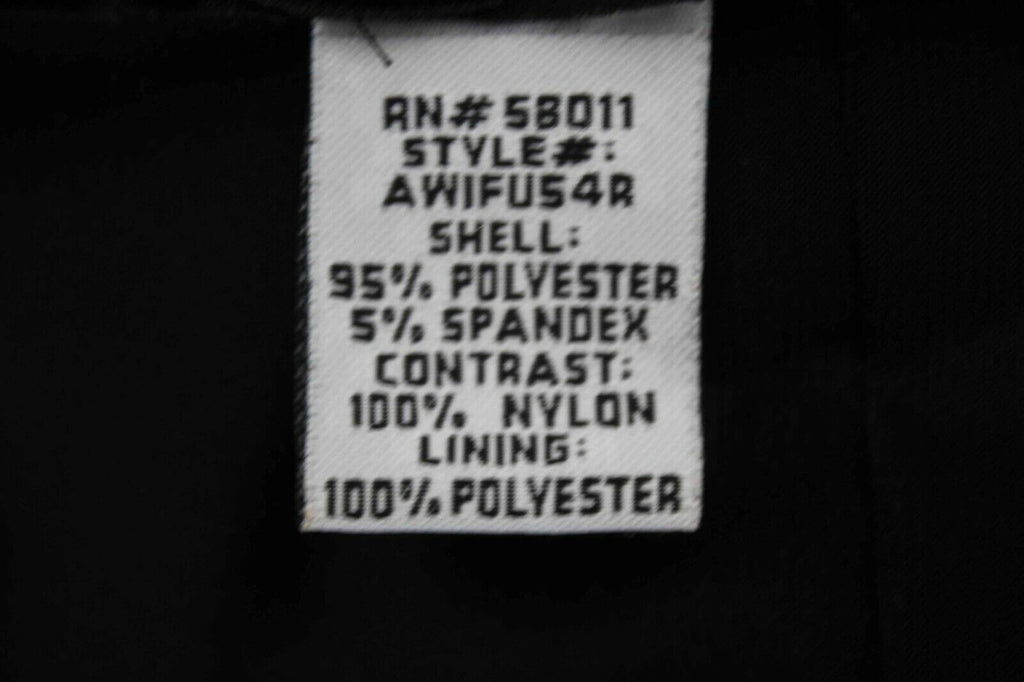 RN# 58011
STYLE#:
AWIFU54R
SHELL:
95% POLYESTER
5% SPANDEX
CONTRAST:
100% NYLON
LINING:
100% POLYESTER